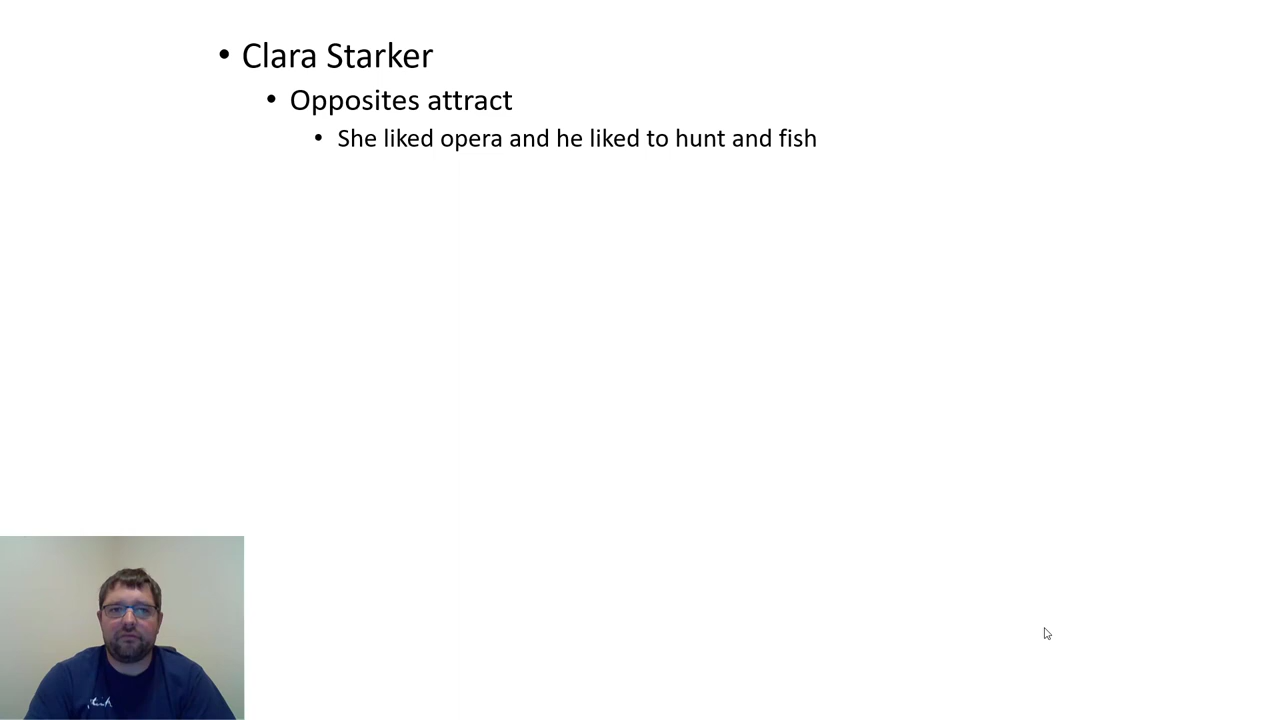 • Clara Starker
• Opposites attract
• She liked opera and he liked to hunt and fish